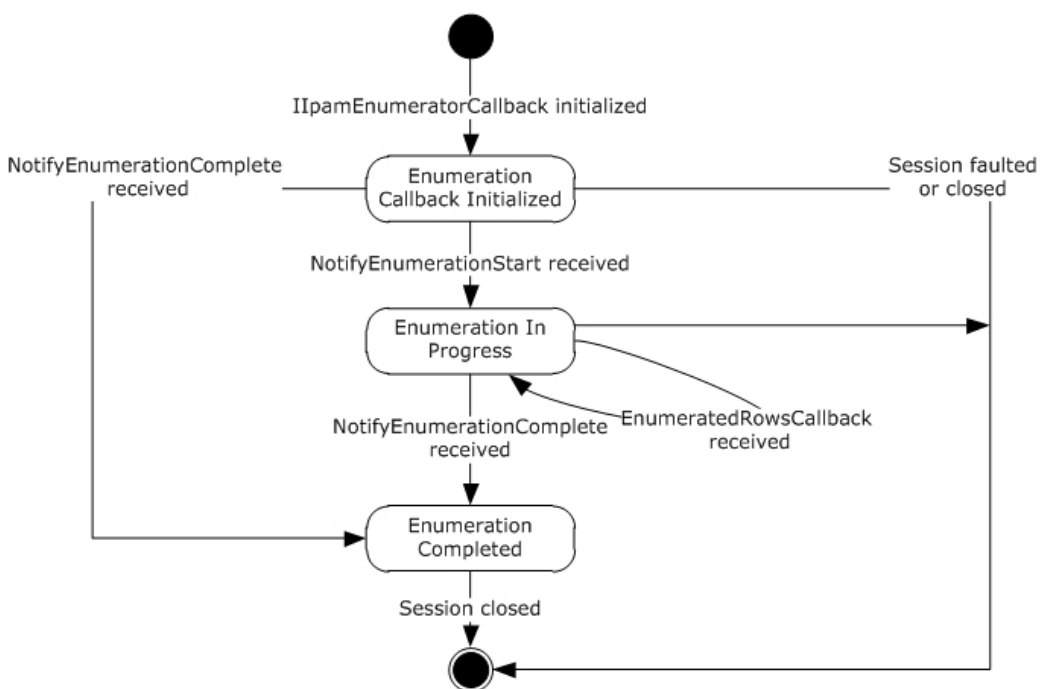 IIpamEnumeratorCallback initialized
NotifyEnumerationComplete
received
Enumeration
Callback Initialized
Session faulted
or closed
NotifyEnumerationStart received
Enumeration In
Progress
NotifyEnumerationComplete
received
EnumeratedRowsCallback
received
Enumeration
Completed
Session closed